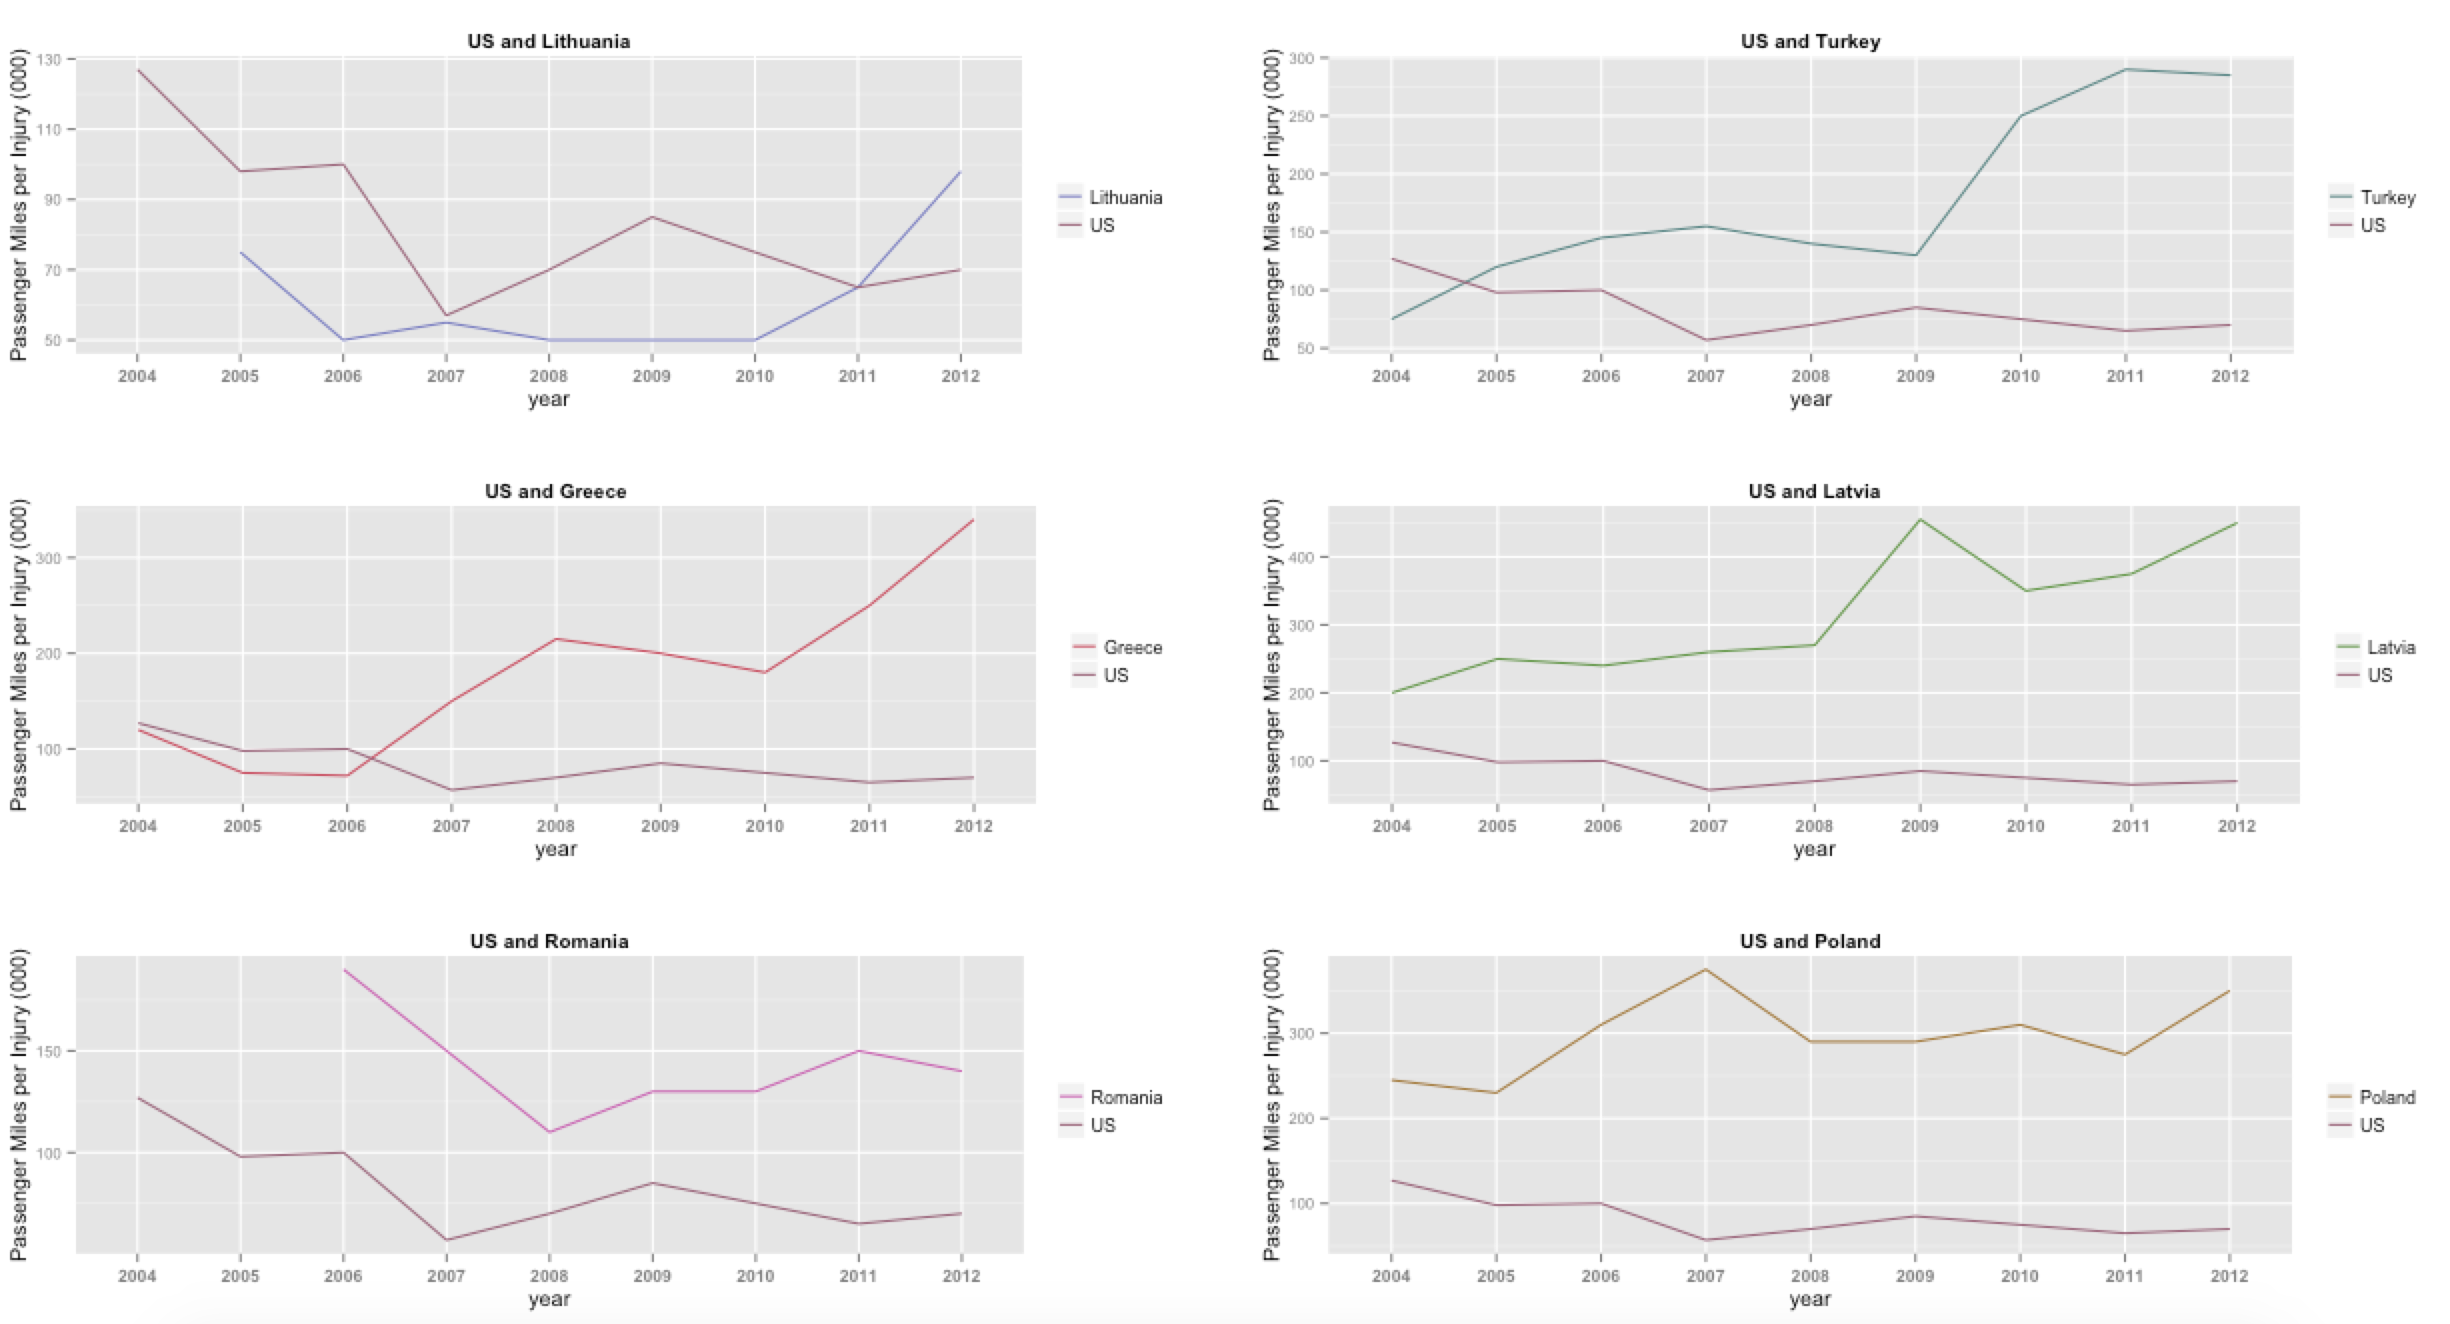 US and Lithuania
Passenger Miles per Injury (000)
130
110
90
70
50
2004 2005 2006 2007 2008 2009 2010 2011 2012
year
Lithuania
US
US and Turkey
Passenger Miles per Injury (000)
300
250
200
150
100
50
2004 2005 2006 2007 2008 2009 2010 2011 2012
year
Turkey
US
US and Greece
Passenger Miles per Injury (000)
300
200
100
2004 2005 2006 2007 2008 2009 2010 2011 2012
year
Greece
US
US and Latvia
Passenger Miles per Injury (000)
400
300
200
100
2004 2005 2006 2007 2008 2009 2010 2011 2012
year
Latvia
US
US and Romania
Passenger Miles per Injury (000)
150
100
2004 2005 2006 2007 2008 2009 2010 2011 2012
year
Romania
US
US and Poland
Passenger Miles per Injury (000)
300
200
100
2004 2005 2006 2007 2008 2009 2010 2011 2012
year
Poland
US